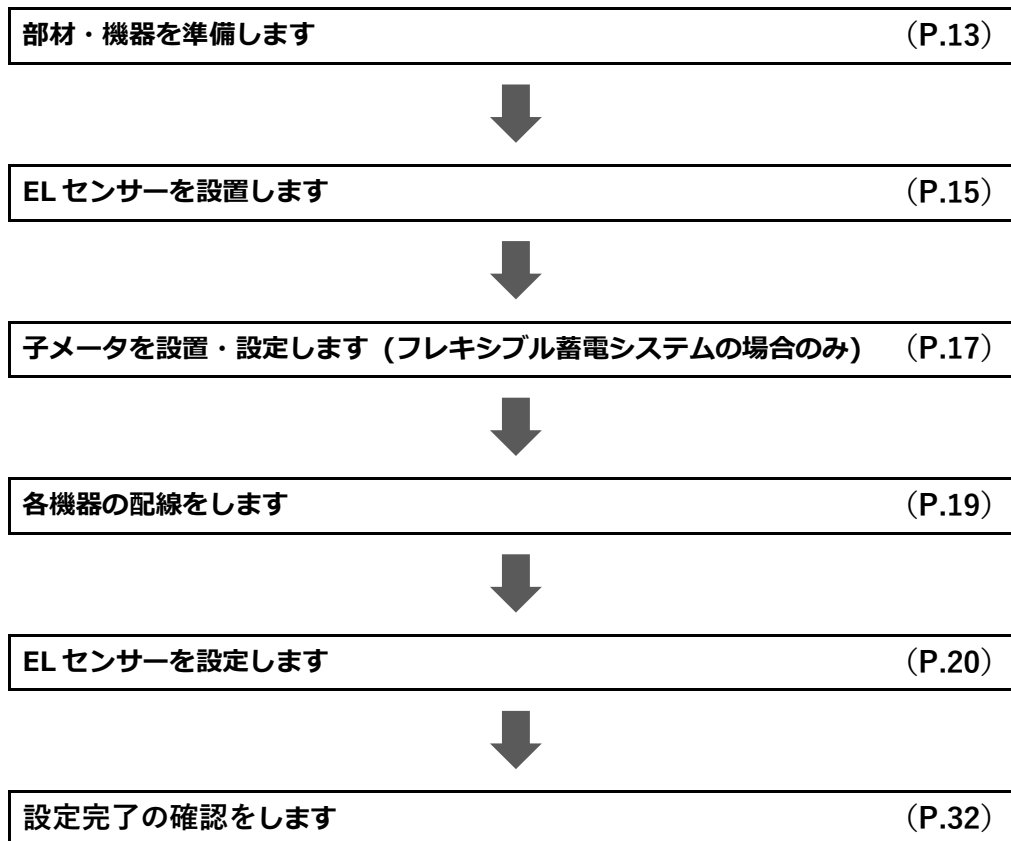 部材・機器を準備します （P.13）
EL センサーを設置します （P.15）
子メータを設置・設定します (フレキシブル蓄電システムの場合のみ) （P.17）
各機器の配線をします （P.19）
EL センサーを設定します （P.20）
設定完了の確認をします （P.32）